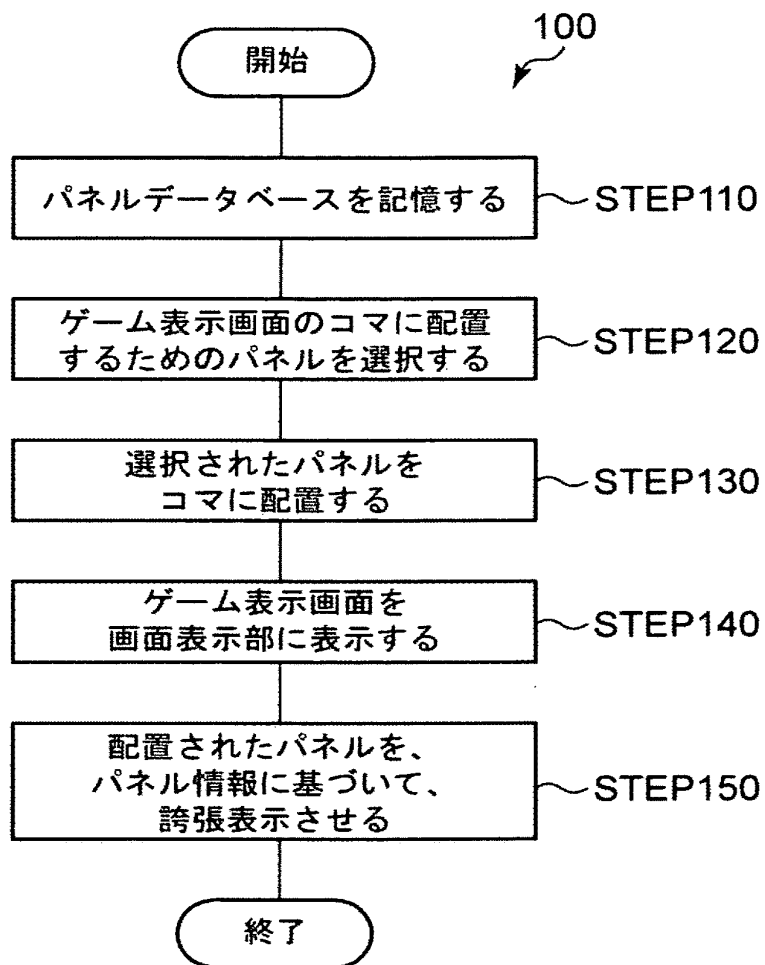 100
開始
パネルデータベースを記憶する
STEP110
ゲーム表示画面のコマに配置
するためのパネルを選択する
STEP120
選択されたパネルを
コマに配置する
STEP130
ゲーム表示画面を
画面表示部に表示する
STEP140
配置されたパネルを、
パネル情報に基づいて、
誇張表示させる
STEP150
終了